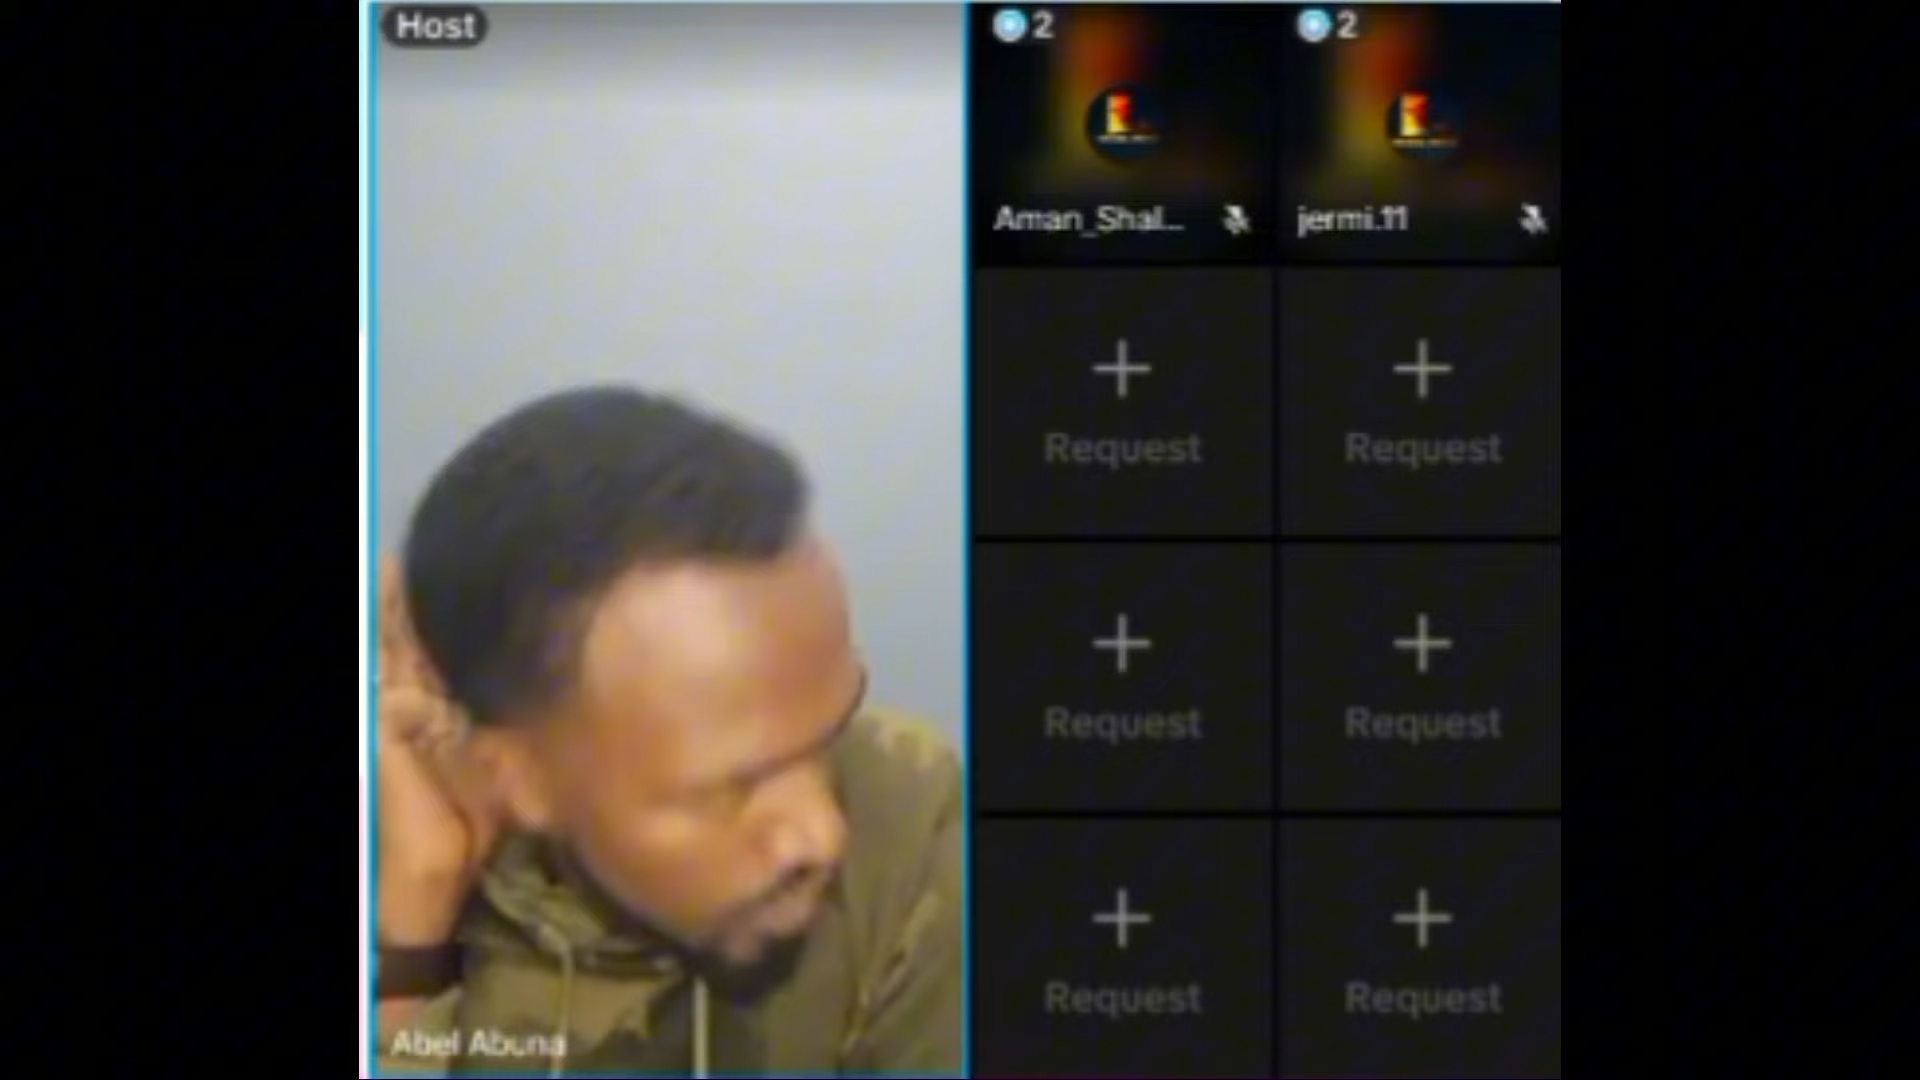 Host
2
2
Aman_Shal...
jermi.11
+
Request
+
Request
+
Request
+
Request
+
Request
+
Request
Abel Abuna